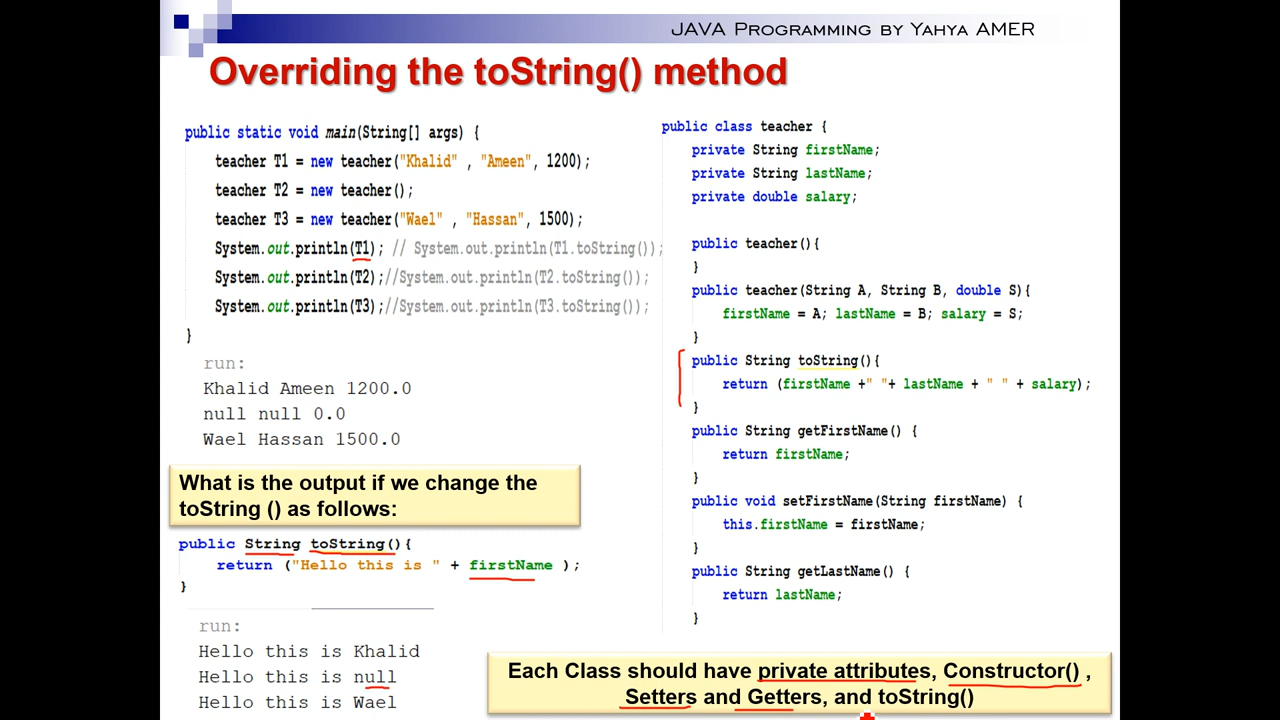 JAVA Programming by Yahya AMER
Overriding the toString() method
public static void main(String[] args) {
teacher T1 = new teacher("Khalid" , "Ameen", 1200);
teacher T2 = new teacher();
teacher T3 = new teacher("Wael" , "Hassan", 1500);
System.out.println(T1); // System.out.println(T1.toString());
System.out.println(T2);//System.out.println(T2.toString());
System.out.println(T3);//System.out.println(T3.toString());
}
run:
Khalid Ameen 1200.0
null null 0.0
Wael Hassan 1500.0
What is the output if we change the
toString () as follows:
public String toString(){
return ("Hello this is " + firstName );
}
run:
Hello this is Khalid
Hello this is null
Hello this is Wael
public class teacher {
private String firstName;
private String lastName;
private double salary;
public teacher(){
}
public teacher(String A, String B, double S){
firstName = A; lastName = B; salary = S;
}
public String toString(){
return (firstName +" "+ lastName + " " + salary);
}
public String getFirstName() {
return firstName;
}
public void setFirstName(String firstName) {
this.firstName = firstName;
}
public String getLastName() {
return lastName;
}
Each Class should have private attributes, Constructor() ,
Setters and Getters, and toString()